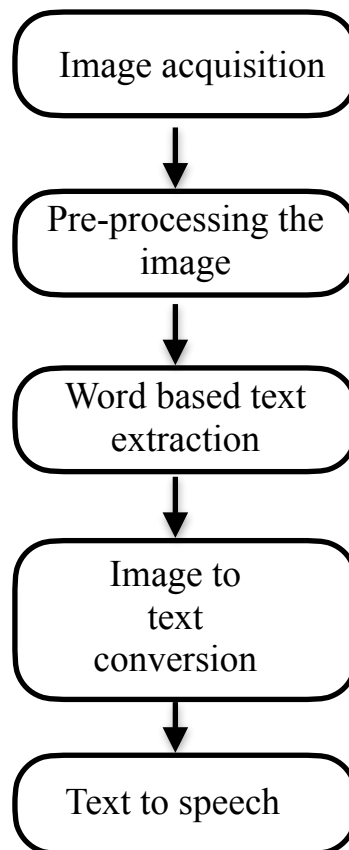 Image acquisition
Pre-processing the
image
Word based text
extraction
Image to
text
conversion
Text to speech